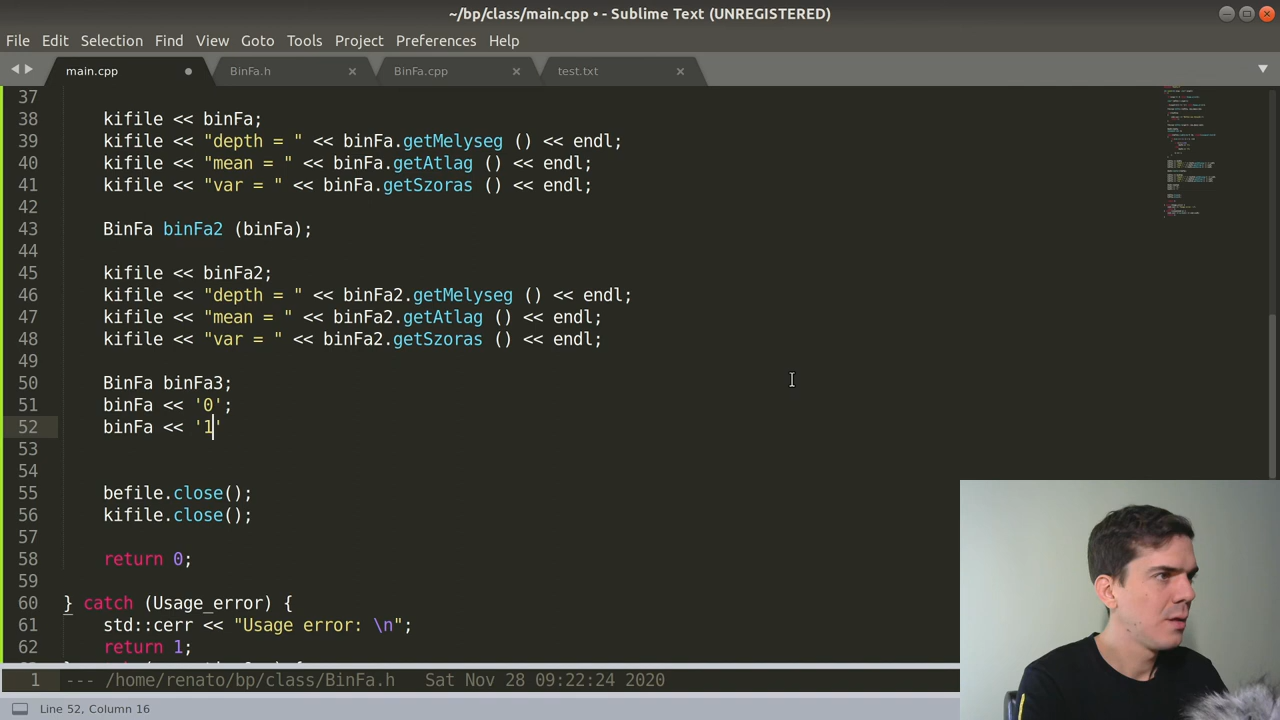 ~/bp/class/main.cpp • - Sublime Text (UNREGISTERED)
File Edit Selection Find View Goto Tools Project Preferences Help
main.cpp BinFa.h BinFa.cpp test.txt
37
38 kifile << binFa;
39 kifile << "depth = " << binFa.getMelyseg () << endl;
40 kifile << "mean = " << binFa.getAtlag () << endl;
41 kifile << "var = " << binFa.getSzoras () << endl;
42
43 BinFa binFa2 (binFa);
44
45 kifile << binFa2;
46 kifile << "depth = " << binFa2.getMelyseg () << endl;
47 kifile << "mean = " << binFa2.getAtlag () << endl;
48 kifile << "var = " << binFa2.getSzoras () << endl;
49
50 BinFa binFa3;
51 binFa << '0';
52 binFa << '1'
53
54
55 befile.close();
56 kifile.close();
57
58 return 0;
59
60 } catch (Usage_error) {
61 std::cerr << "Usage error: \n";
62 return 1;
1 --- /home/renato/bp/class/BinFa.h Sat Nov 28 09:22:24 2020
Line 52, Column 16